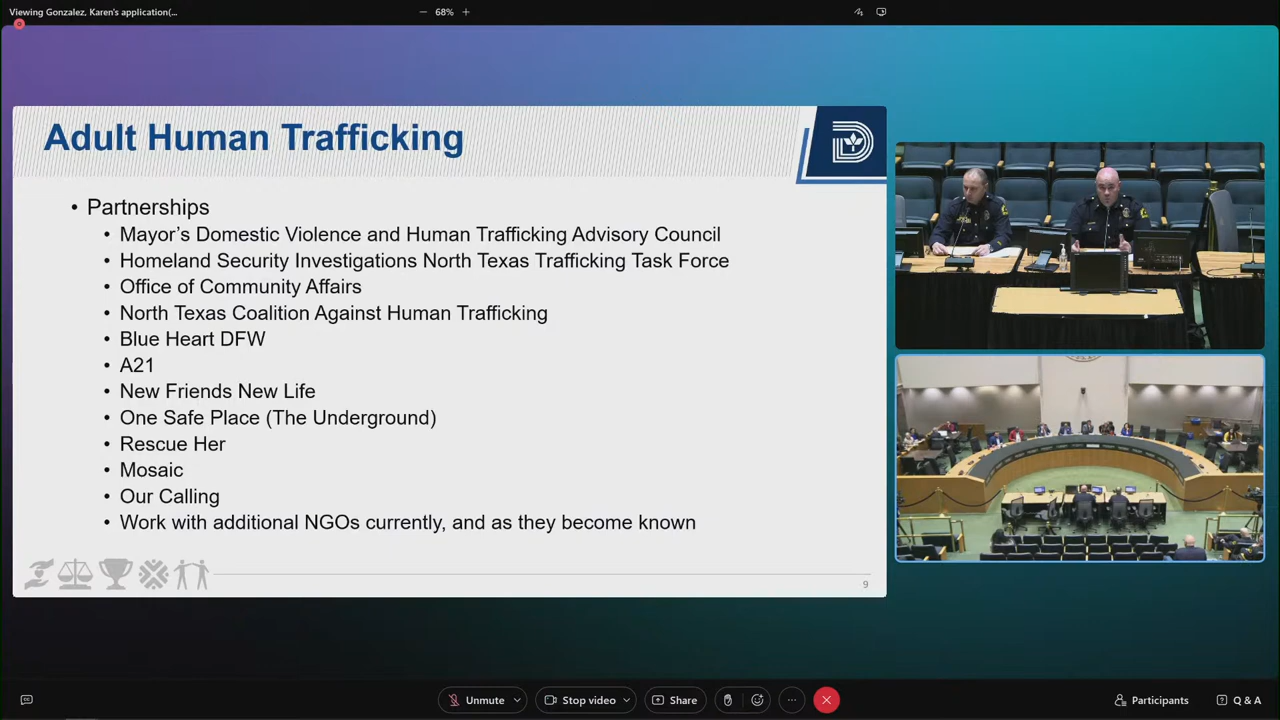 Viewing Gonzalez, Karen's application(...
68%
Adult Human Trafficking
• Partnerships
• Mayor's Domestic Violence and Human Trafficking Advisory Council
• Homeland Security Investigations North Texas Trafficking Task Force
• Office of Community Affairs
• North Texas Coalition Against Human Trafficking
• Blue Heart DFW
• A21
• New Friends New Life
• One Safe Place (The Underground)
• Rescue Her
• Mosaic
• Our Calling
• Work with additional NGOs currently, and as they become known
9
Unmute
Stop video
Share
Participants
Q & A